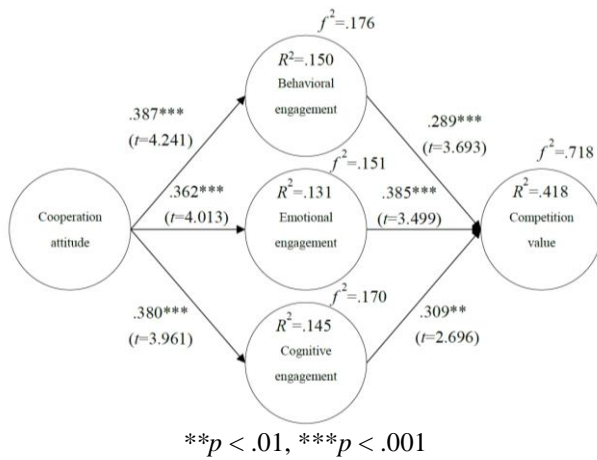 f²=.176
R²=.150
Behavioral
engagement
.387***
(t=4.241)
.289***
(t=3.693)
f²=.151
f²=.718
.362***
(t=4.013)
R²=.131
Emotional
engagement
.385***
(t=3.499)
R²=.418
Competition
value
Cooperation
attitude
f²=.170
.380***
(t=3.961)
R²=.145
Cognitive
engagement
.309**
(t=2.696)
**p < .01, ***p < .001